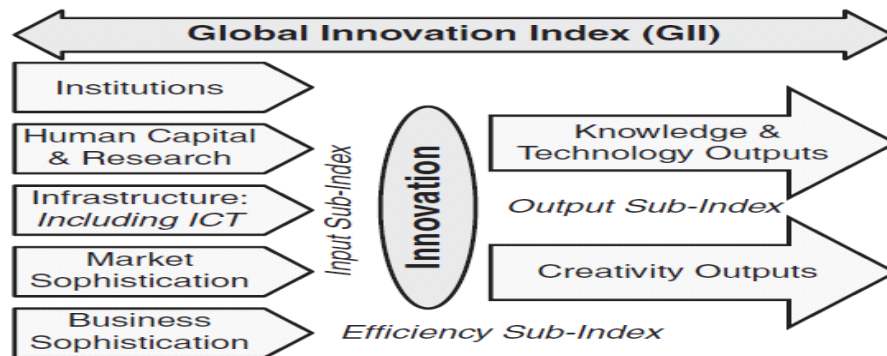 Global Innovation Index (GII)
Institutions
Human Capital
& Research
Infrastructure:
Including ICT
Market
Sophistication
Business
Sophistication
Input Sub-Index
Innovation
Knowledge &
Technology Outputs
Output Sub-Index
Creativity Outputs
Efficiency Sub-Index